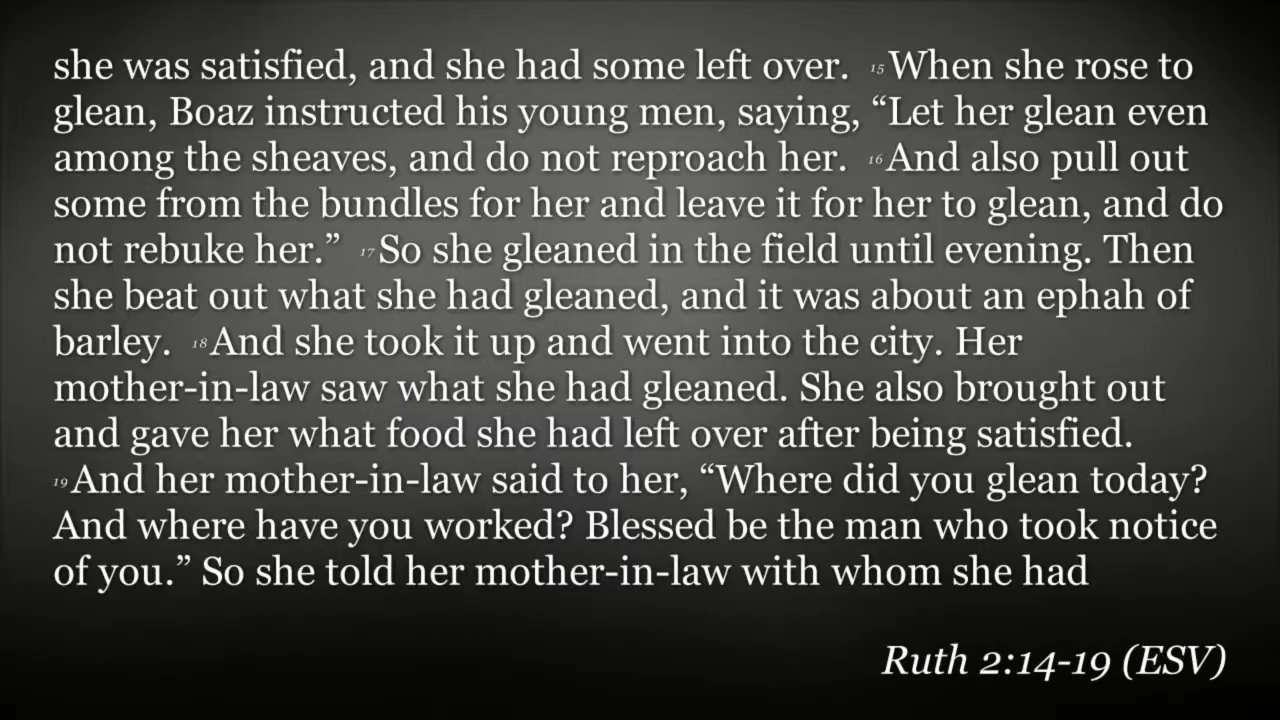 she was satisfied, and she had some left over. 15 When she rose to
glean, Boaz instructed his young men, saying, “Let her glean even
among the sheaves, and do not reproach her. 16 And also pull out
some from the bundles for her and leave it for her to glean, and do
not rebuke her.” 17 So she gleaned in the field until evening. Then
she beat out what she had gleaned, and it was about an ephah of
barley. 18 And she took it up and went into the city. Her
mother-in-law saw what she had gleaned. She also brought out
and gave her what food she had left over after being satisfied.
19 And her mother-in-law said to her, “Where did you glean today?
And where have you worked? Blessed be the man who took notice
of you.” So she told her mother-in-law with whom she had
Ruth 2:14-19 (ESV)